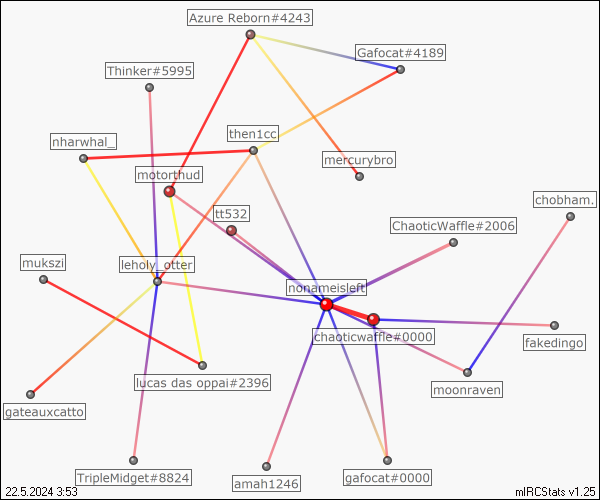 Azure Reborn#4243
Gafocat#4189
Thinker#5995
then1cc
nharwhal_
mercurybro
motorthud
chobham.
tt532
ChaoticWaffle#2006
mukszi
leholy_otter
nonameisleft
chaoticwaffle#0000
fakedingo
lucas das oppai#2396
moonraven
gateauxcatto
TripleMidget#8824
amah1246
gafocat#0000
22.5.2024 3:53
mIRCStats v1.25